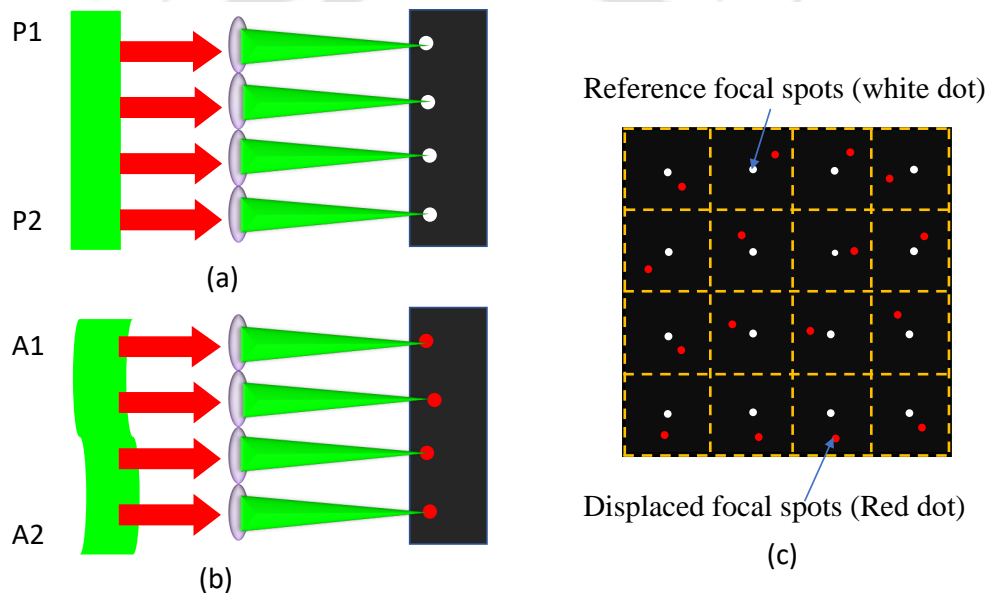 P1
P2
(a)
A1
A2
(b)
Reference focal spots (white dot)
Displaced focal spots (Red dot)
(c)